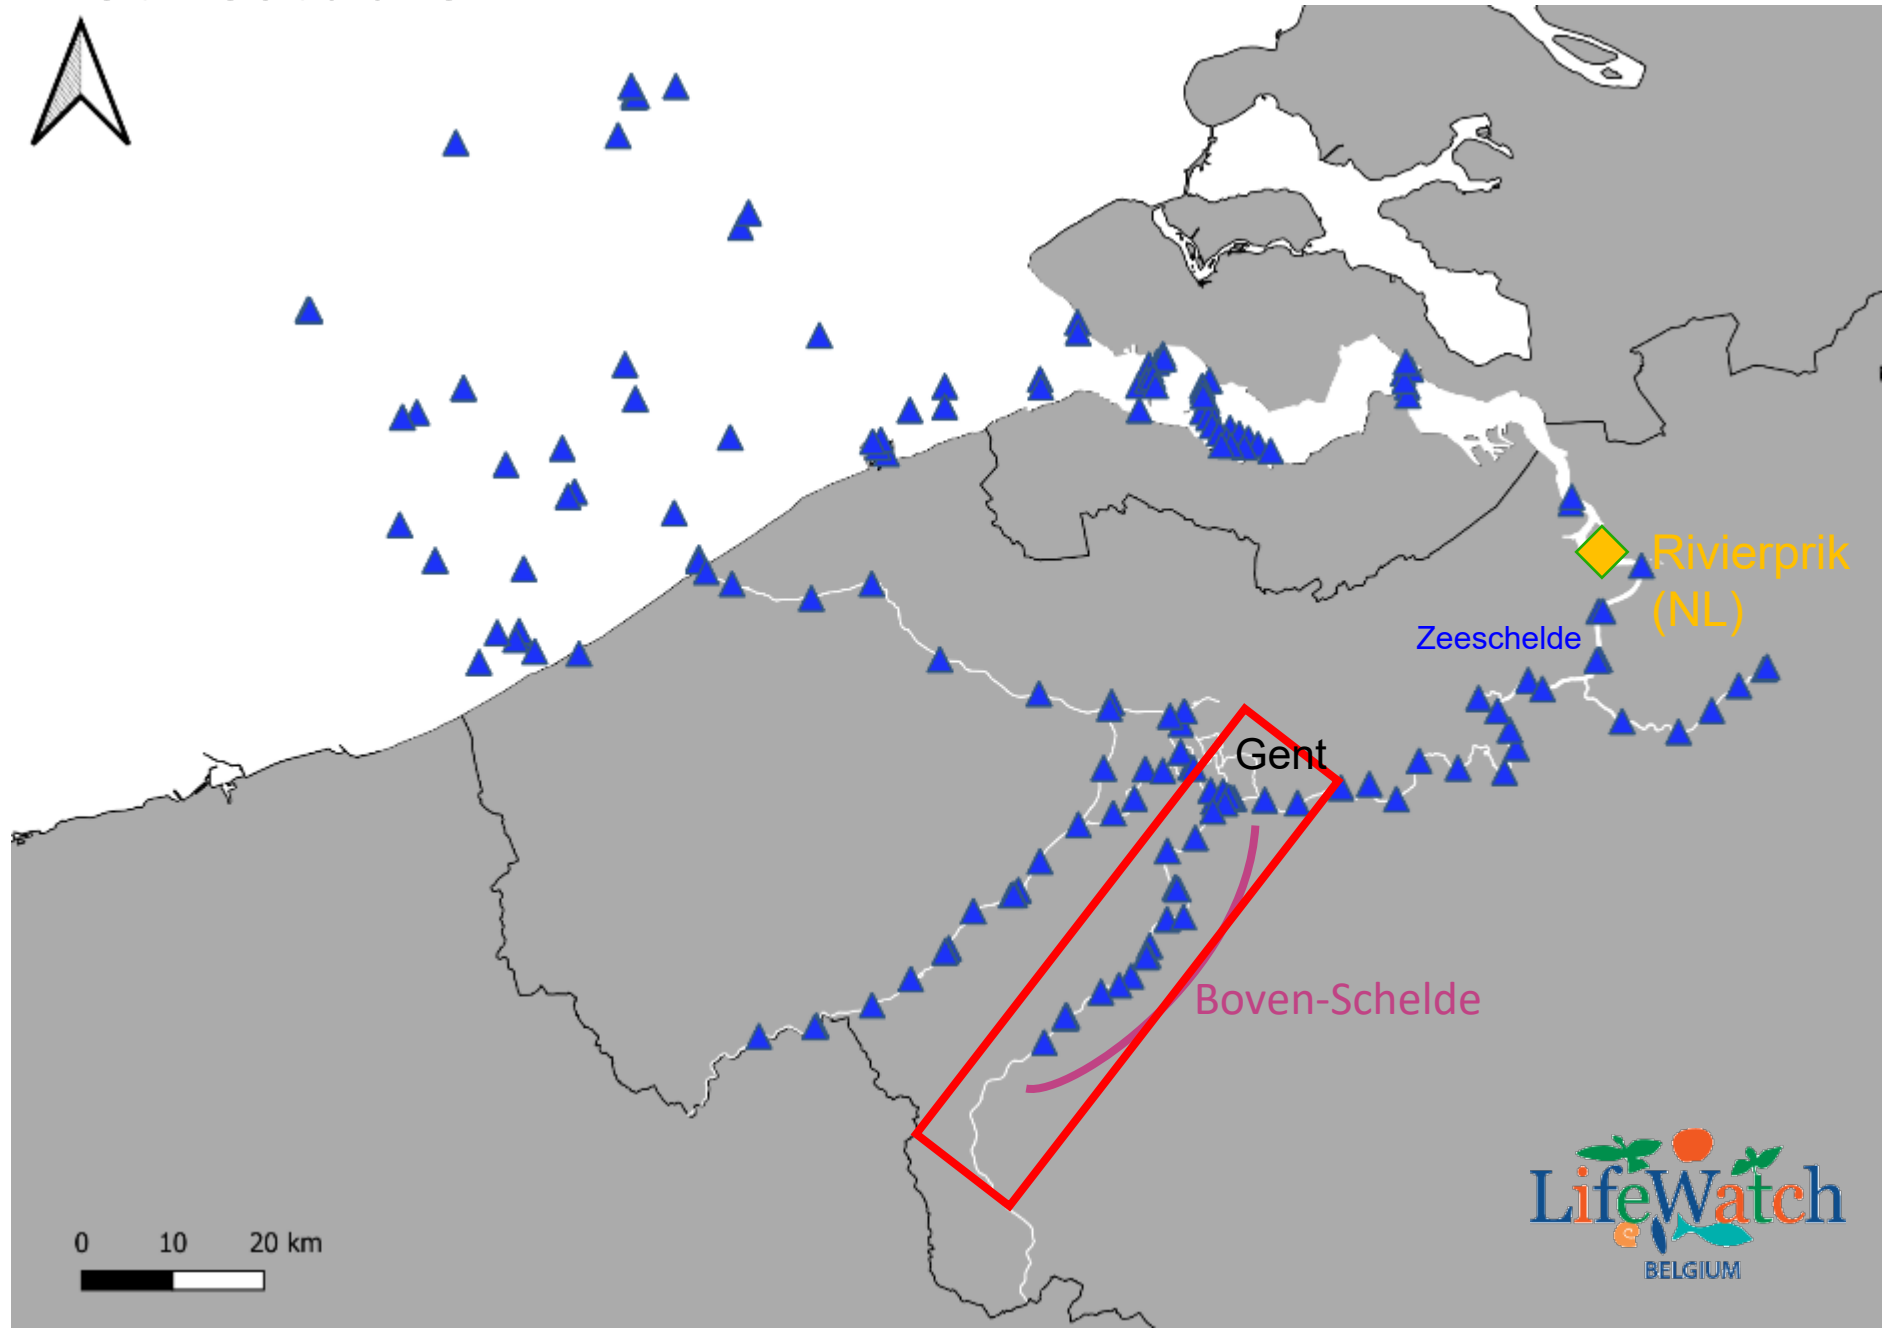 Rivierprik
(NL)
Zeeschelde
Gent
Boven-Schelde
0 10 20 km
LifeWatch
BELGIUM